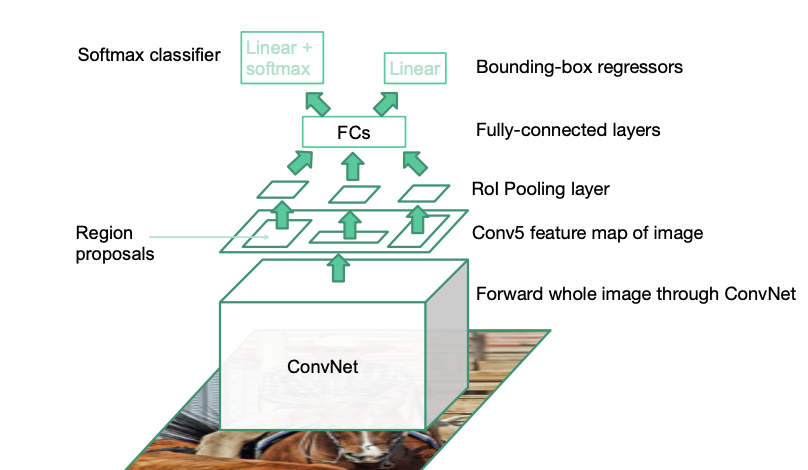 Softmax classifier
Linear +
softmax
Linear
Bounding-box regressors
FCs
Fully-connected layers
RoI Pooling layer
Region
proposals
Conv5 feature map of image
Forward whole image through ConvNet
ConvNet